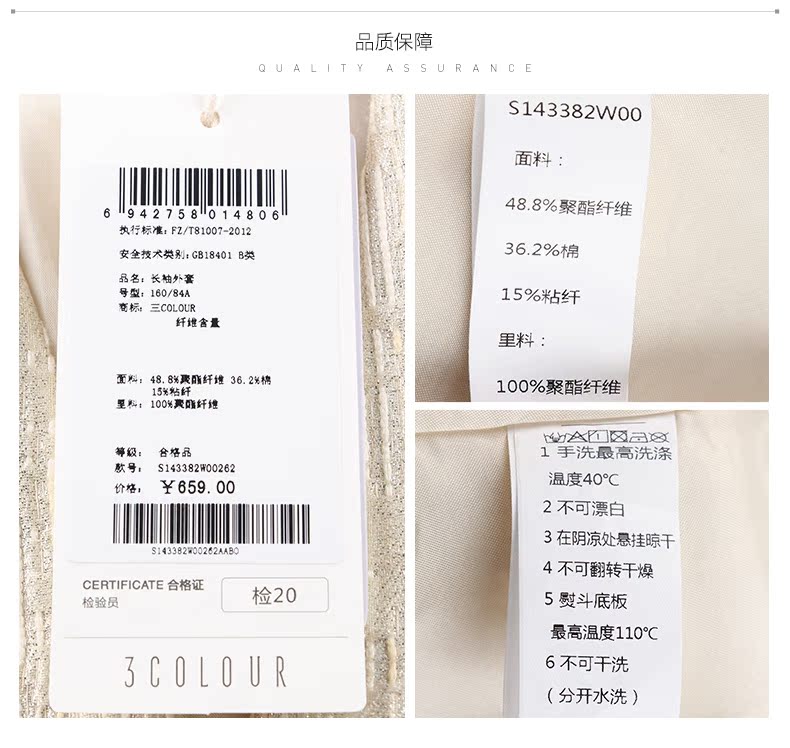 品质保障
QUALITY ASSURANCE
6 942758 014806
执行标准: FZ/T81007-2012
安全技术类别: GB18401 B类
品名: 长袖外套
号型: 160/84A
商标: 三COLOUR
纤维含量
面料: 48.8%聚酯纤维 36.2%棉
15%粘纤
里料: 100%聚酯纤维
等级: 合格品
款号: S143382W00262
价格: ￥659.00
S143382W00262AAB0
CERTIFICATE 合格证
检验员
检20
3COLOUR
S143382W00
面料：
48.8%聚酯纤维
36.2%棉
15%粘纤
里料：
100%聚酯纤维
1 手洗最高洗涤
温度40℃
2 不可漂白
3 在阴凉处悬挂晾干
4 不可翻转干燥
5 熨斗底板
最高温度110℃
6 不可干洗
（分开水洗）